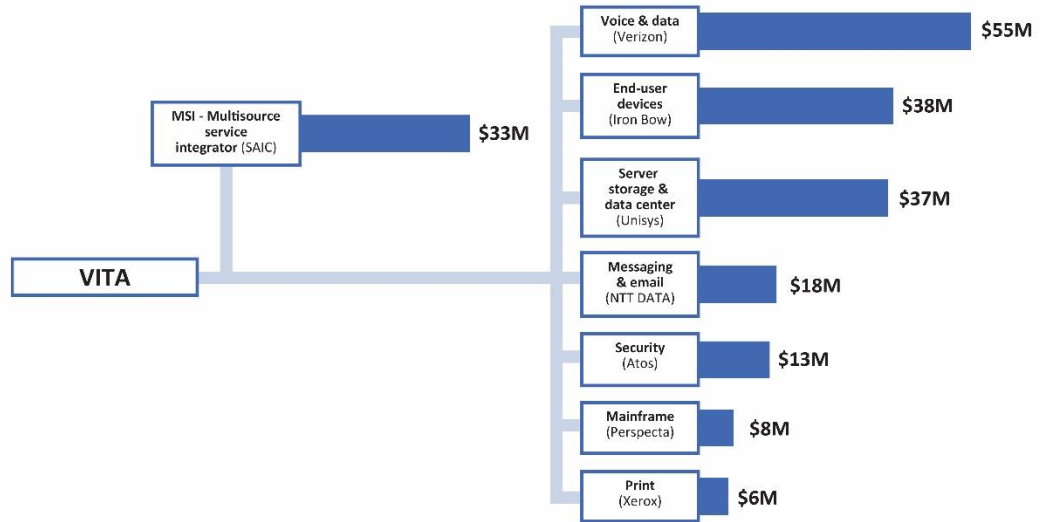 VITA
MSI - Multisource
service
integrator (SAIC)
$33M
Voice & data
(Verizon)
$55M
End-user
devices
(Iron Bow)
$38M
Server
storage &
data center
(Unisys)
$37M
Messaging
& email
(NTT DATA)
$18M
Security
(Atos)
$13M
Mainframe
(Perspecta)
$8M
Print
(Xerox)
$6M